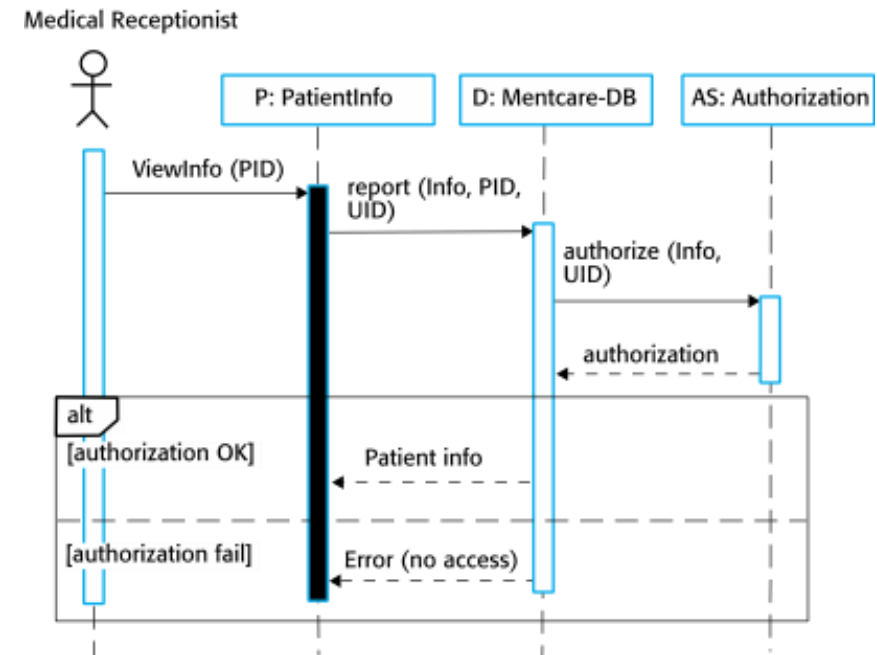 Medical Receptionist
P: PatientInfo
D: Mentcare-DB
AS: Authorization
ViewInfo (PID)
report (Info, PID,
UID)
authorize (Info,
UID)
authorization
alt
[authorization OK]
Patient info
[authorization fail]
Error (no access)